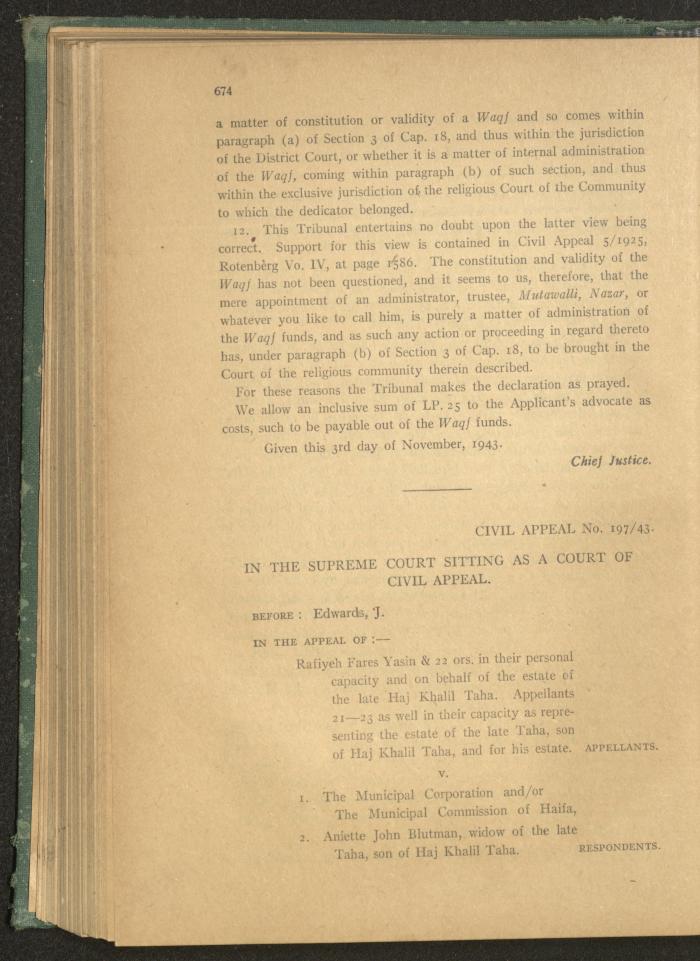 674
a matter of constitution or validity of a Waqf and so comes within
paragraph (a) of Section 3 of Cap. 18, and thus within the jurisdiction
of the District Court, or whether it is a matter of internal administration
of the Waqf, coming within paragraph (b) of such section, and thus
within the exclusive jurisdiction of the religious Court of the Community
to which the dedicator belonged.
12. This Tribunal entertains no doubt upon the latter view being
correct. Support for this view is contained in Civil Appeal 5/1925,
Rotenbèrg Vo. IV, at page 1586. The constitution and validity of the
Waqf has not been questioned, and it seems to us, therefore, that the
mere appointment of an administrator, trustee, Mutawalli, Nazar, or
whatever you like to call him, is purely a matter of administration of
the Waqf funds, and as such any action or proceeding in regard thereto
has, under paragraph (b) of Section 3 of Cap. 18, to be brought in the
Court of the religious community therein described.
For these reasons the Tribunal makes the declaration as prayed.
We allow an inclusive sum of LP. 25 to the Applicant's advocate as
costs, such to be payable out of the Waqf funds.
Given this 3rd day of November, 1943.
Chief Justice.
CIVIL APPEAL No. 197/43.
IN THE SUPREME COURT SITTING AS A COURT OF
CIVIL APPEAL.
BEFORE : Edwards, J.
IN THE APPEAL OF :—
Rafiyeh Fares Yasin & 22 ors. in their personal
capacity and on behalf of the estate of
the late Haj Khalil Taha. Appellants
21—23 as well in their capacity as repre-
senting the estate of the late Taha, son
of Haj Khalil Taha, and for his estate. APPELLANTS.
v.
1. The Municipal Corporation and/or
The Municipal Commission of Haifa,
2. Aniette John Blutman, widow of the late
Taha, son of Haj Khalil Taha. RESPONDENTS.